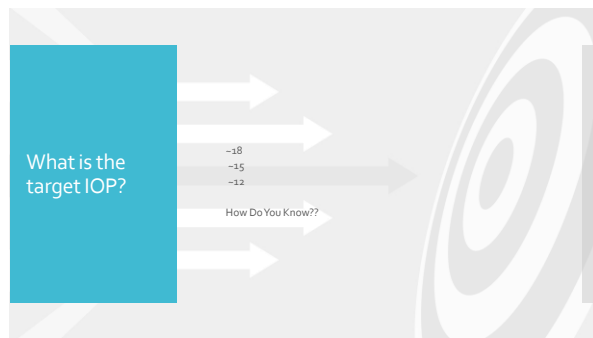 What is the
target IOP?
~18
~15
~12
How Do You Know??